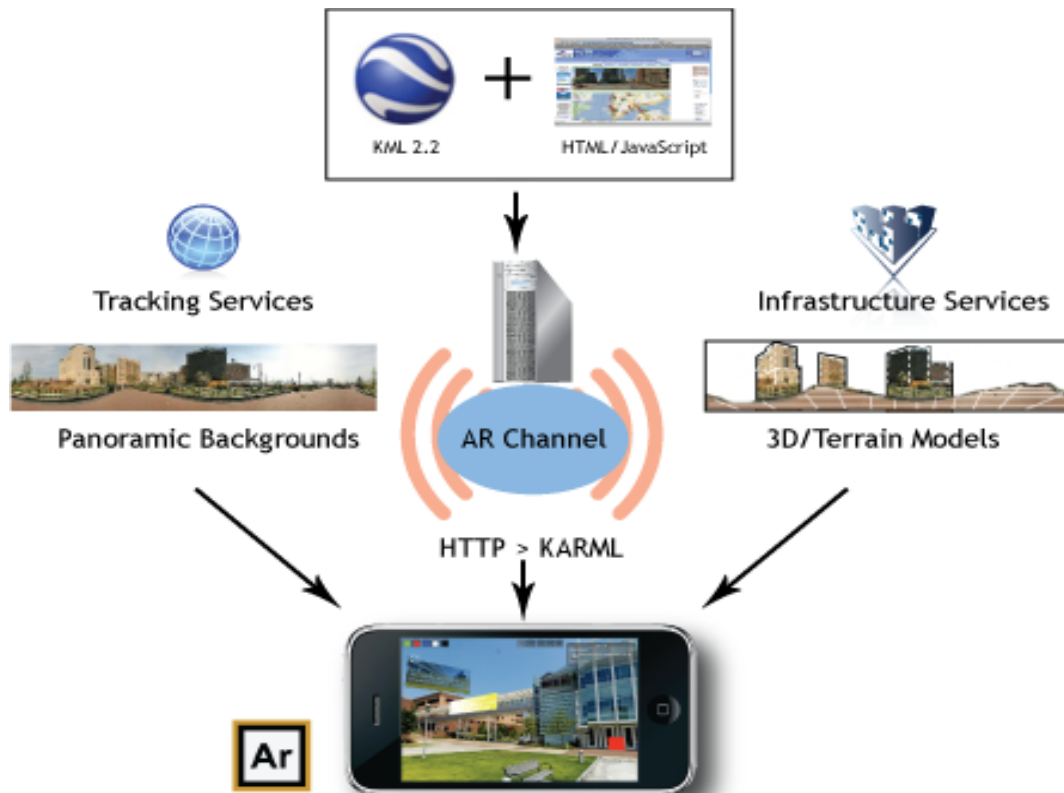 KML 2.2
HTML/JavaScript
Tracking Services
Infrastructure Services
Panoramic Backgrounds
AR Channel
3D/Terrain Models
HTTP > KARML
Ar